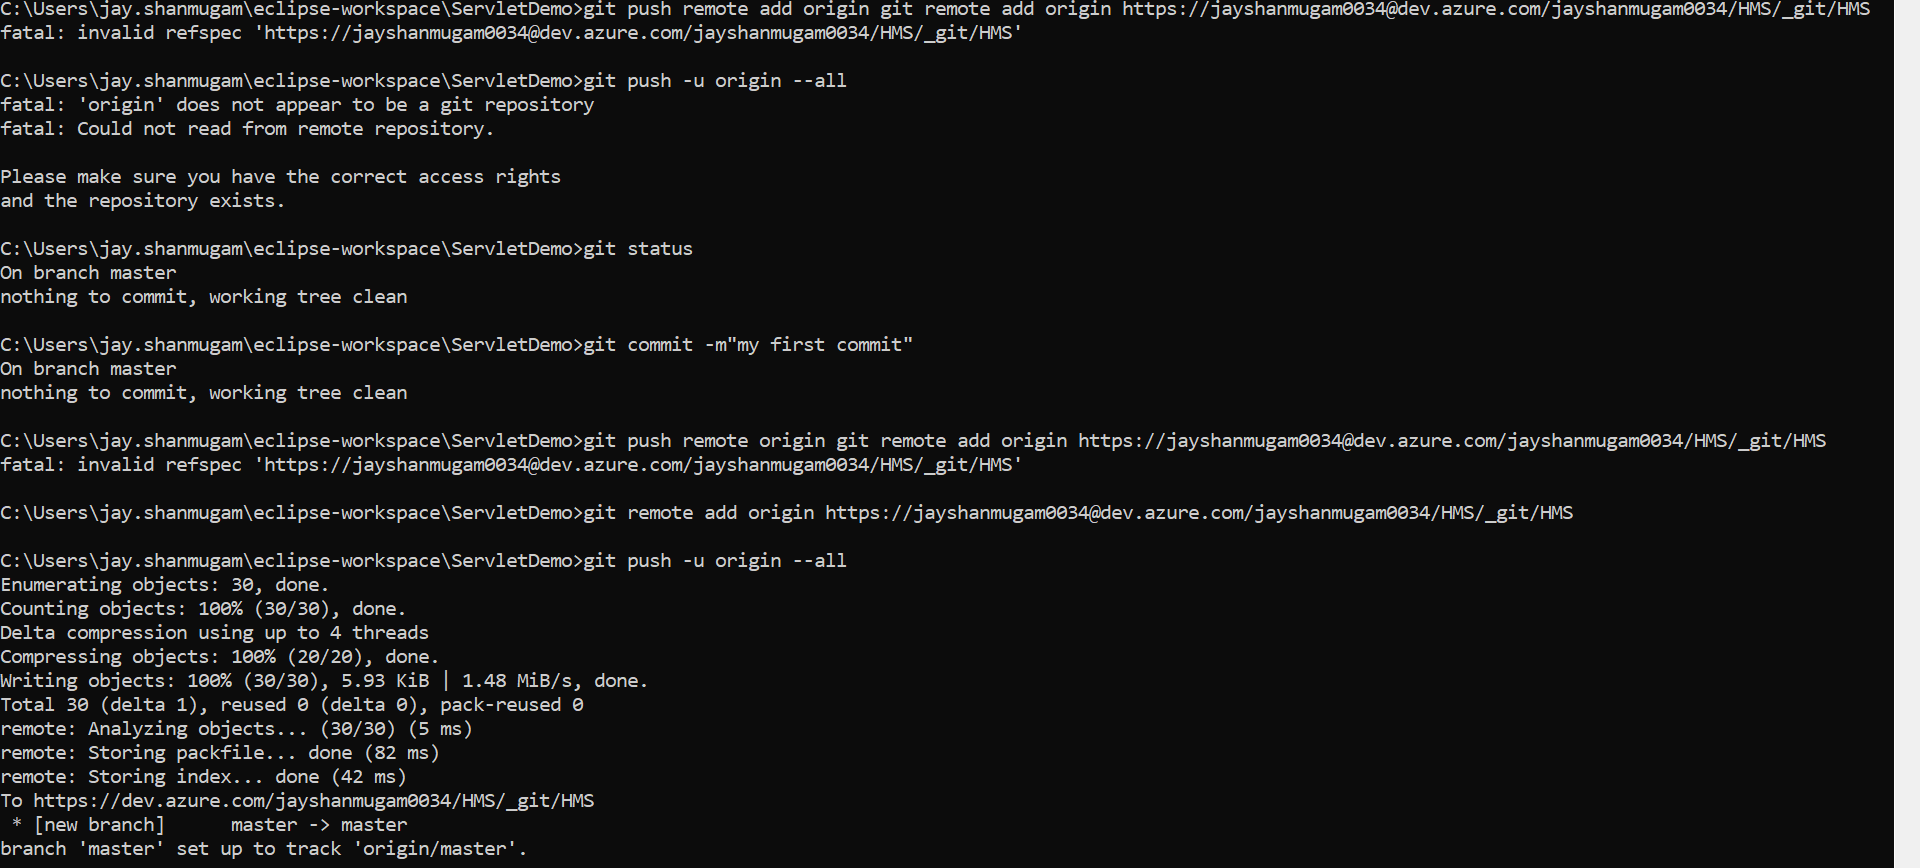 C:\Users\jay.shanmugam\eclipse-workspace\ServletDemo>git push remote add origin git remote add origin https://jayshanmugam0034@dev.azure.com/jayshanmugam0034/HMS/_git/HMS
fatal: invalid refspec 'https://jayshanmugam0034@dev.azure.com/jayshanmugam0034/HMS/_git/HMS'
C:\Users\jay.shanmugam\eclipse-workspace\ServletDemo>git push -u origin --all
fatal: 'origin' does not appear to be a git repository
fatal: Could not read from remote repository.
Please make sure you have the correct access rights
and the repository exists.
C:\Users\jay.shanmugam\eclipse-workspace\ServletDemo>git status
On branch master
nothing to commit, working tree clean
C:\Users\jay.shanmugam\eclipse-workspace\ServletDemo>git commit -m"my first commit"
On branch master
nothing to commit, working tree clean
C:\Users\jay.shanmugam\eclipse-workspace\ServletDemo>git push remote origin git remote add origin https://jayshanmugam0034@dev.azure.com/jayshanmugam0034/HMS/_git/HMS
fatal: invalid refspec 'https://jayshanmugam0034@dev.azure.com/jayshanmugam0034/HMS/_git/HMS'
C:\Users\jay.shanmugam\eclipse-workspace\ServletDemo>git remote add origin https://jayshanmugam0034@dev.azure.com/jayshanmugam0034/HMS/_git/HMS
C:\Users\jay.shanmugam\eclipse-workspace\ServletDemo>git push -u origin --all
Enumerating objects: 30, done.
Counting objects: 100% (30/30), done.
Delta compression using up to 4 threads
Compressing objects: 100% (20/20), done.
Writing objects: 100% (30/30), 5.93 KiB | 1.48 MiB/s, done.
Total 30 (delta 1), reused 0 (delta 0), pack-reused 0
remote: Analyzing objects... (30/30) (5 ms)
remote: Storing packfile... done (82 ms)
remote: Storing index... done (42 ms)
To https://dev.azure.com/jayshanmugam0034/HMS/_git/HMS
 * [new branch]      master -> master
branch 'master' set up to track 'origin/master'.